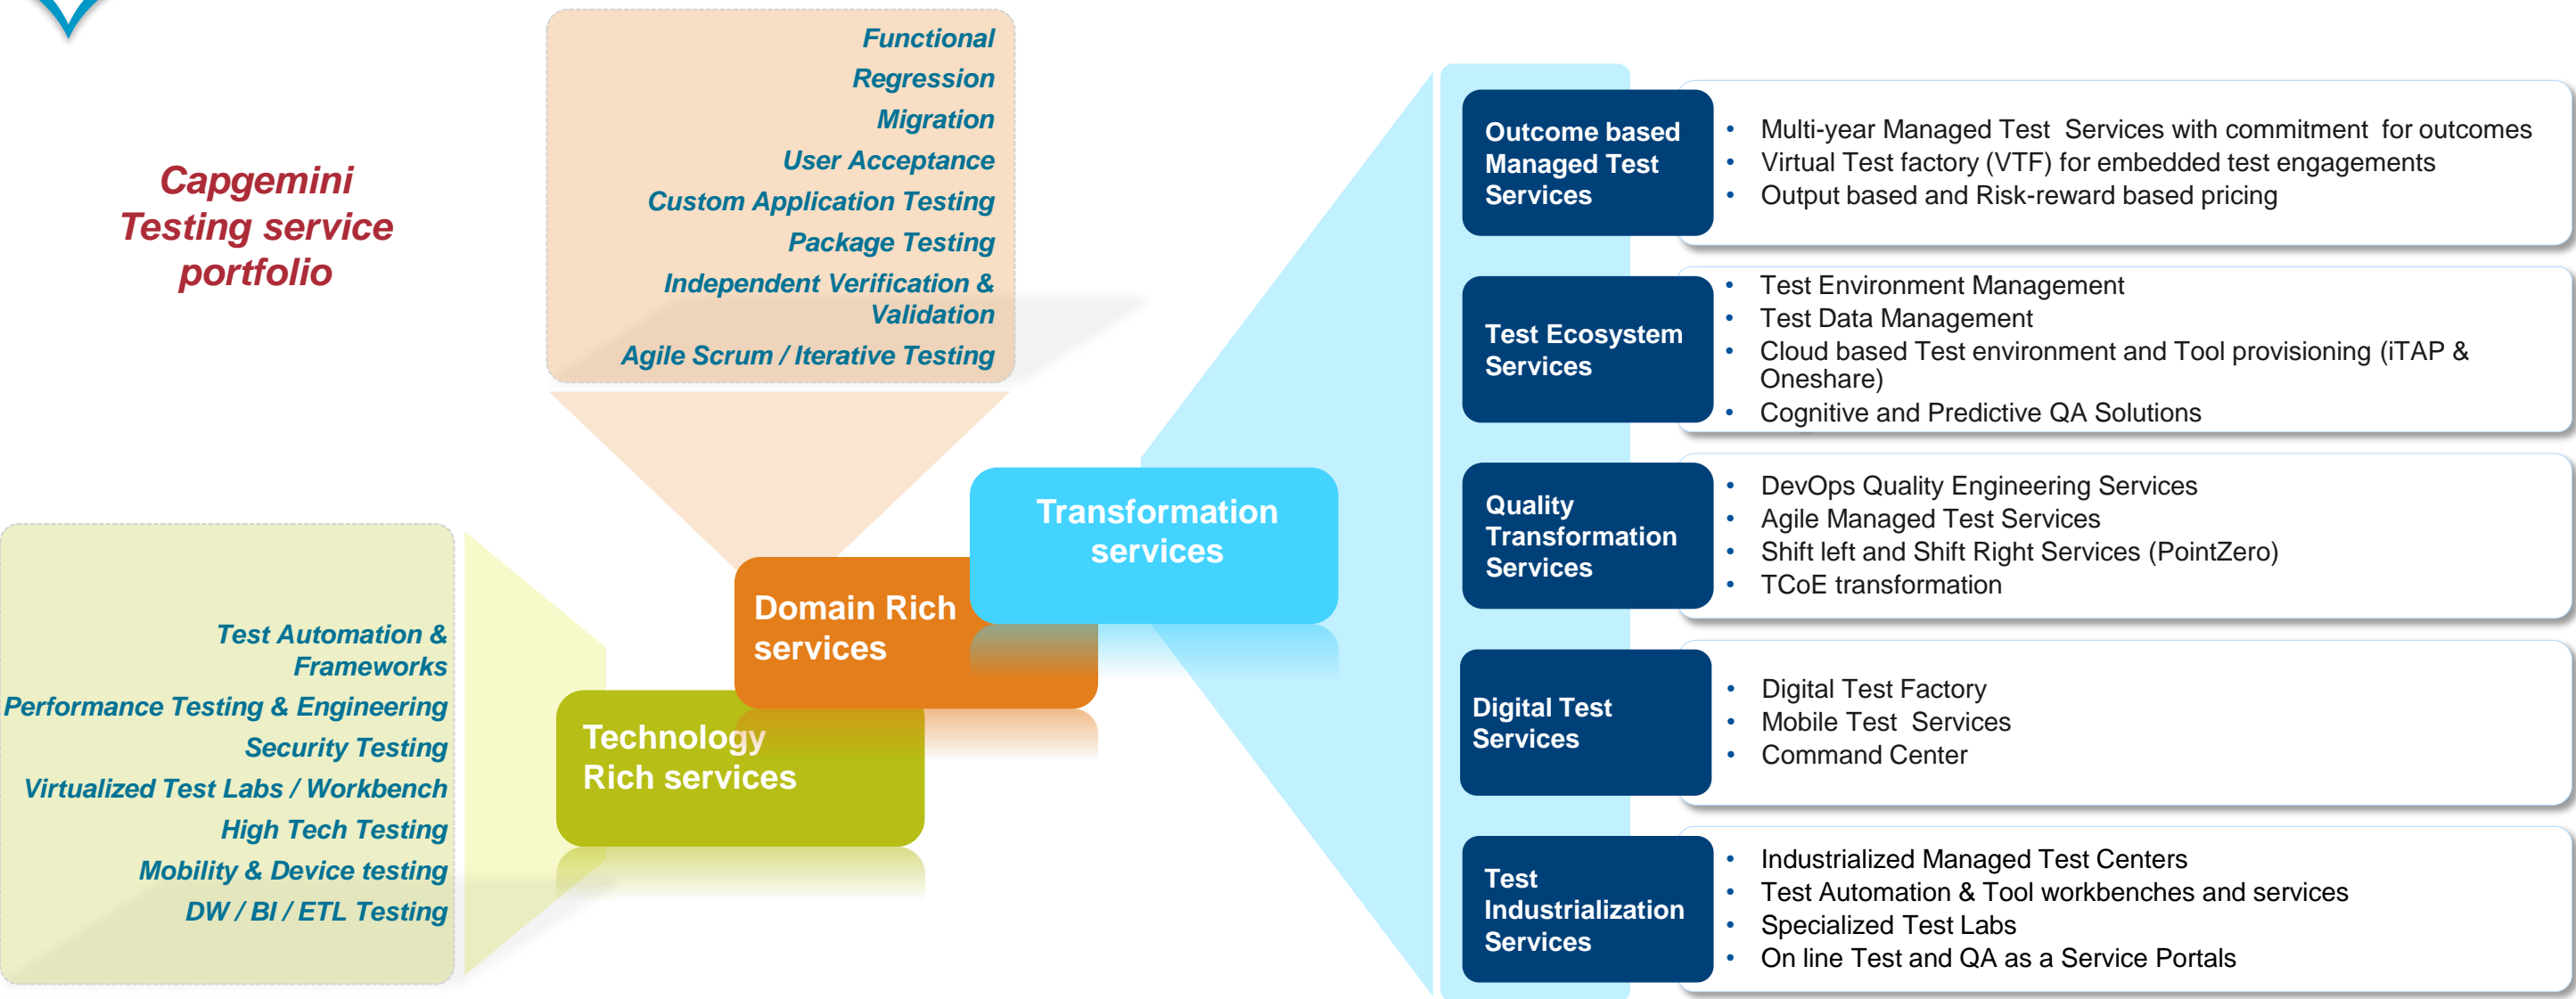 Capgemini
Testing service
portfolio
Functional
Regression
Migration
User Acceptance
Custom Application Testing
Package Testing
Independent Verification &
Validation
Agile Scrum / Iterative Testing
Test Automation &
Frameworks
Performance Testing & Engineering
Security Testing
Virtualized Test Labs / Workbench
High Tech Testing
Mobility & Device testing
DW / BI / ETL Testing
Technology
Rich services
Domain Rich
services
Transformation
services
Outcome based
Managed Test
Services
• Multi-year Managed Test Services with commitment for outcomes
• Virtual Test factory (VTF) for embedded test engagements
• Output based and Risk-reward based pricing
Test Ecosystem
Services
• Test Environment Management
• Test Data Management
• Cloud based Test environment and Tool provisioning (iTAP &
Oneshare)
• Cognitive and Predictive QA Solutions
Quality
Transformation
Services
• DevOps Quality Engineering Services
• Agile Managed Test Services
• Shift left and Shift Right Services (PointZero)
• TCoE transformation
Digital Test
Services
• Digital Test Factory
• Mobile Test Services
• Command Center
Test
Industrialization
Services
• Industrialized Managed Test Centers
• Test Automation & Tool workbenches and services
• Specialized Test Labs
• On line Test and QA as a Service Portals